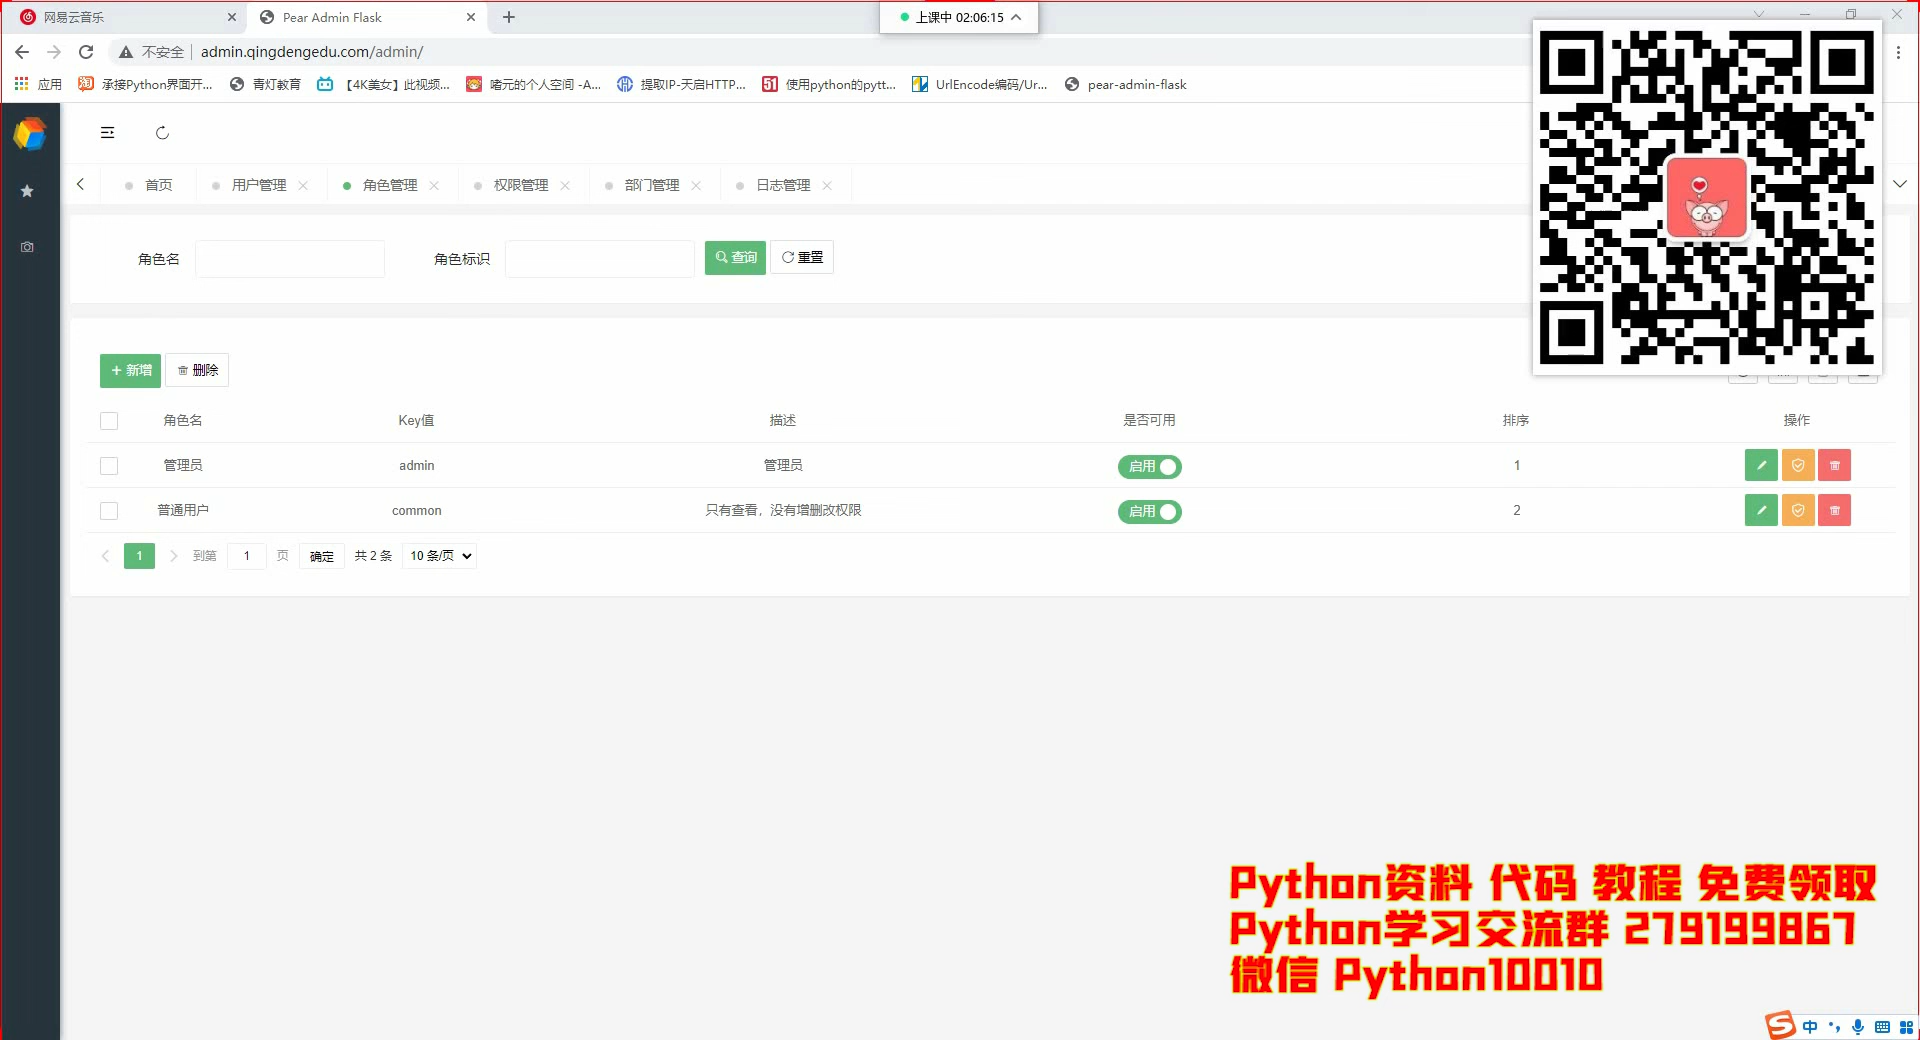 网易云音乐
Pear Admin Flask
上课中 02:06:15
不安全
admin.qingdengedu.com/admin/
应用
承接Python界面开...
青灯教育
【4K美女】此视频...
啫元的个人空间 -A...
提取IP-天启HTTP...
51
使用python的pytt...
UrlEncode编码/Ur...
pear-admin-flask
首页
用户管理
角色管理
权限管理
部门管理
日志管理
角色名
角色标识
查询
重置
新增
删除
角色名 Key值 描述 是否可用 排序 操作
管理员 admin 管理员 启用 1
普通用户 common 只有查看，没有增删改权限 启用 2
1 到第 1 页 确定 共 2 条 10 条/页
Python资料 代码 教程 免费领取
Python学习交流群 279199867
微信 Python10010
S 中